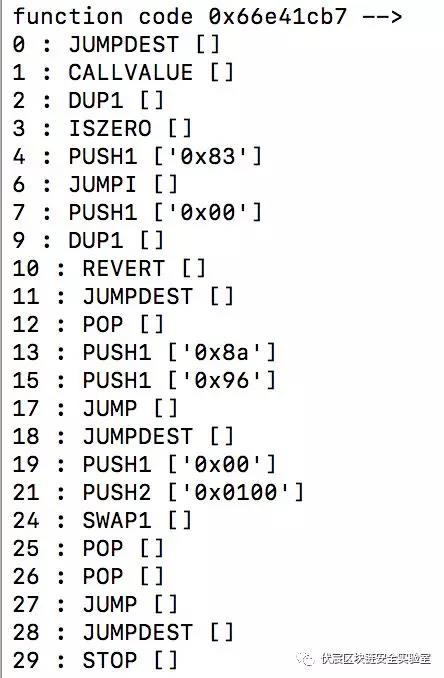 function code 0x66e41cb7 -->
0 : JUMPDEST []
1 : CALLVALUE []
2 : DUP1 []
3 : ISZERO []
4 : PUSH1 ['0x83']
6 : JUMPI []
7 : PUSH1 ['0x00']
9 : DUP1 []
10 : REVERT []
11 : JUMPDEST []
12 : POP []
13 : PUSH1 ['0x8a']
15 : PUSH1 ['0x96']
17 : JUMP []
18 : JUMPDEST []
19 : PUSH1 ['0x00']
21 : PUSH2 ['0x0100']
24 : SWAP1 []
25 : POP []
26 : POP []
27 : JUMP []
28 : JUMPDEST []
29 : STOP []
伏宸区块链安全实验室